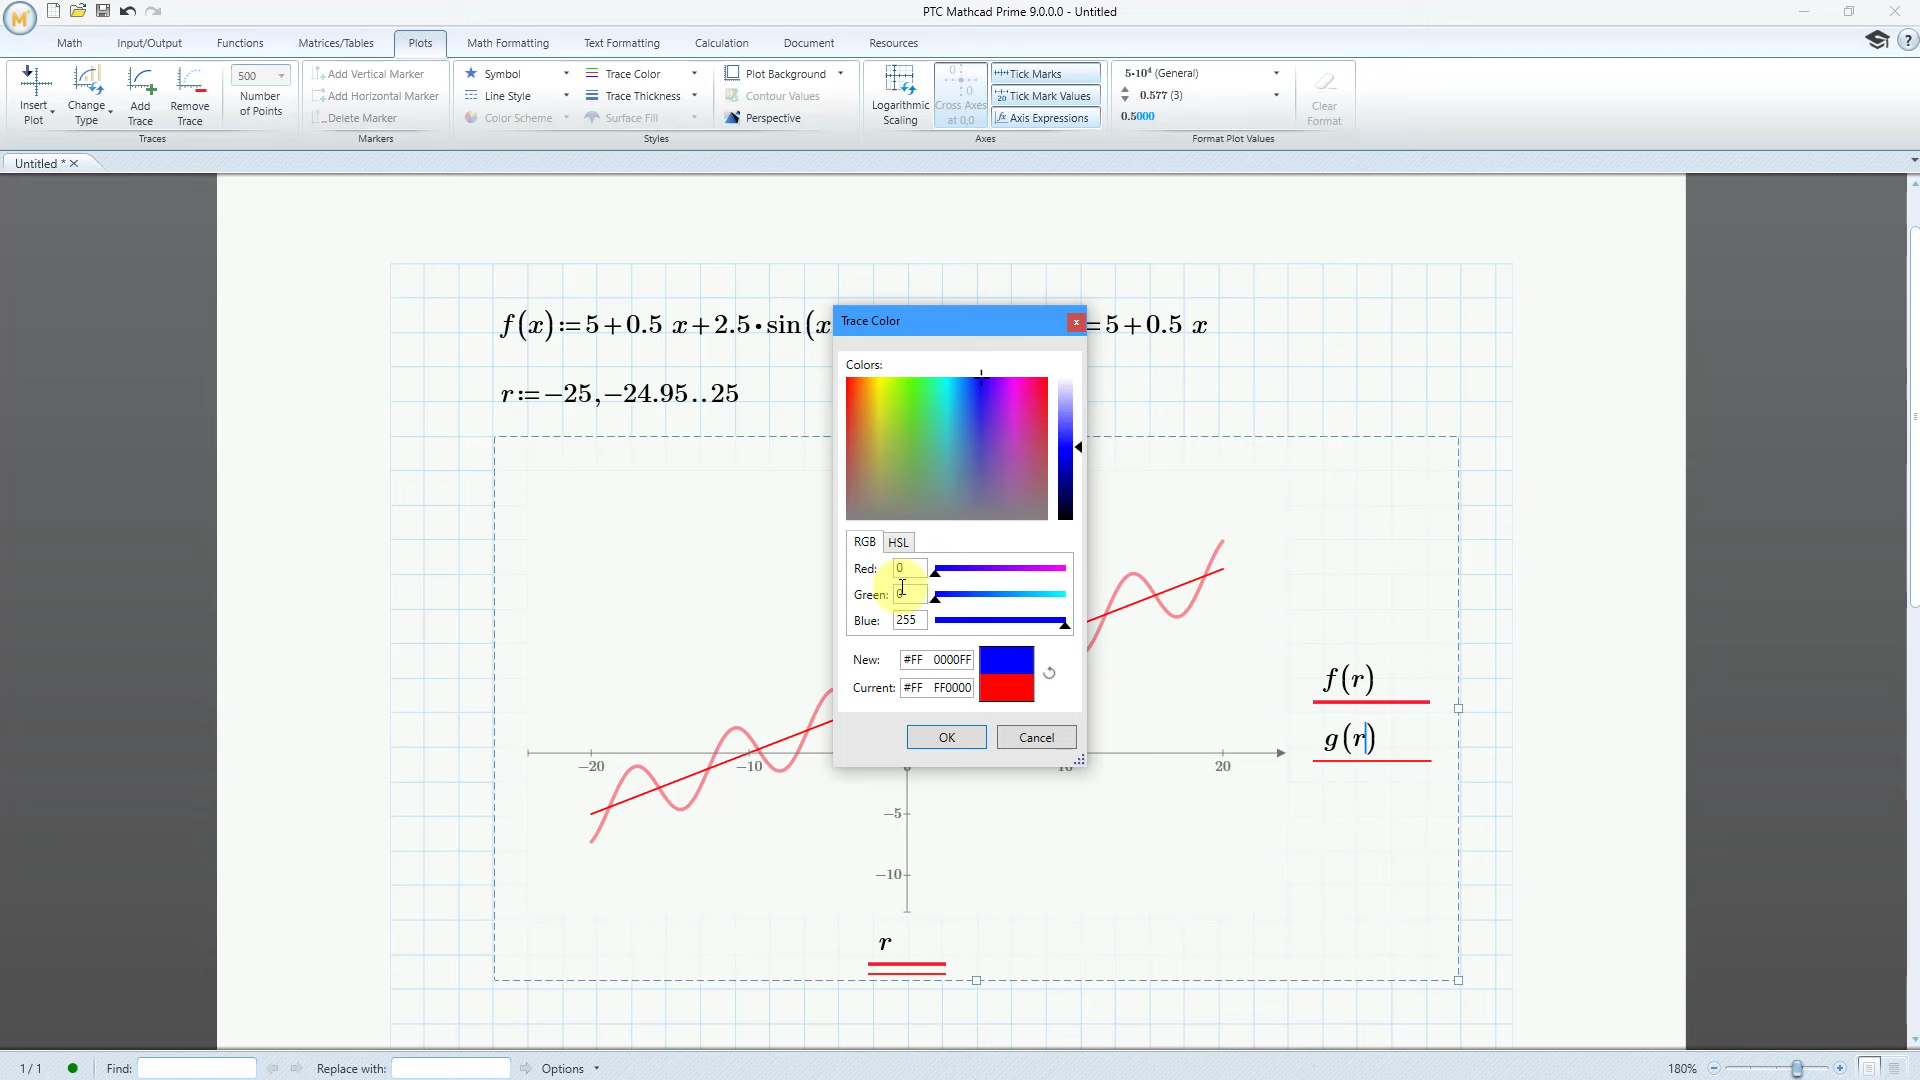 M
PTC Mathcad Prime 9.0.0.0 - Untitled
Math Input/Output Functions Matrices/Tables Plots Math Formatting Text Formatting Calculation Document Resources
?
Insert Plot
Change Type
Add Trace
Remove Trace
500
Number of Points
Traces
Add Vertical Marker
Add Horizontal Marker
Delete Marker
Markers
Symbol
Line Style
Color Scheme
Trace Color
Trace Thickness
Surface Fill
Plot Background
Contour Values
Perspective
Styles
Logarithmic Scaling
Cross Axes at 0,0
Tick Marks
Tick Mark Values
Axis Expressions
Axes
5·10⁴ (General)
0.577 (3)
0.5000
Format Plot Values
Clear Format
Untitled *
f(x):=5+0.5 x+2.5•sin(x
=5+0.5 x
r:=−25,−24.95..25
Trace Color
Colors:
RGB HSL
Red: 0
Green: 0
Blue: 255
New: #FF 0000FF
Current: #FF FF0000
OK Cancel
f(r)
g(r)
−20 −10 20
−5
−10
r
1 / 1 Find: Replace with: Options 180%